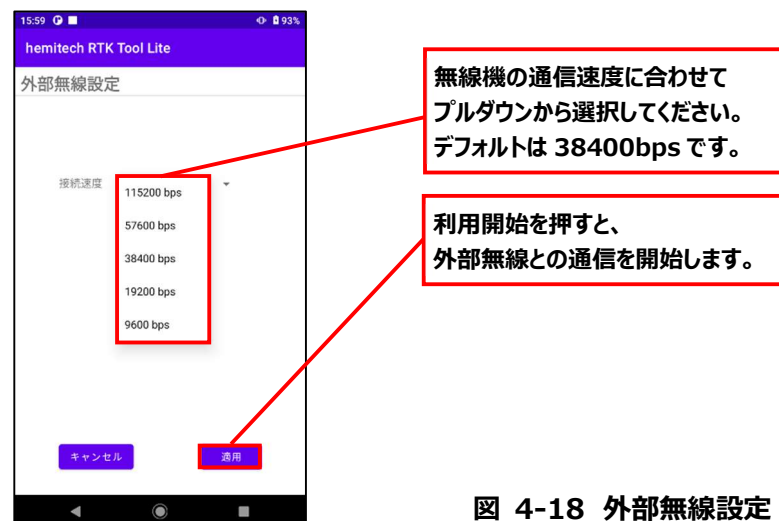 15:59
93%
hemitech RTK Tool Lite
外部無線設定
接続速度
115200 bps
57600 bps
38400 bps
19200 bps
9600 bps
キャンセル
適用
無線機の通信速度に合わせて
プルダウンから選択してください。
デフォルトは 38400bps です。
利用開始を押すと、
外部無線との通信を開始します。
図 4-18 外部無線設定